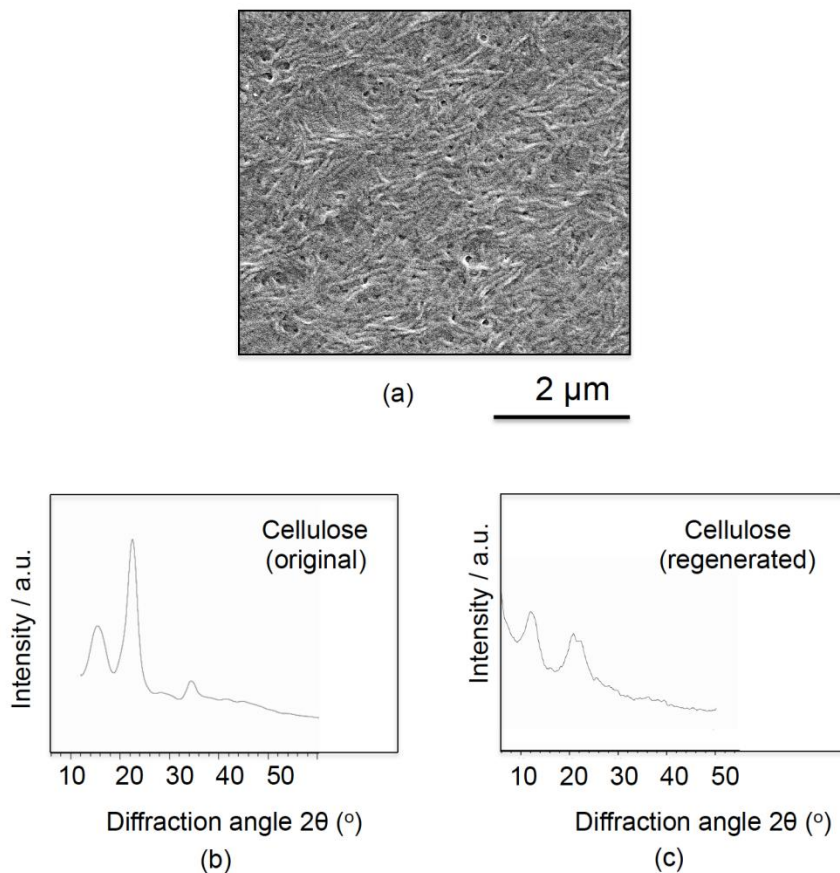 (a)
2 μm
Cellulose
(original)
Intensity / a.u.
10 20 30 40 50
Diffraction angle 2θ (º)
(b)
Cellulose
(regenerated)
Intensity / a.u.
10 20 30 40 50
Diffraction angle 2θ (º)
(c)